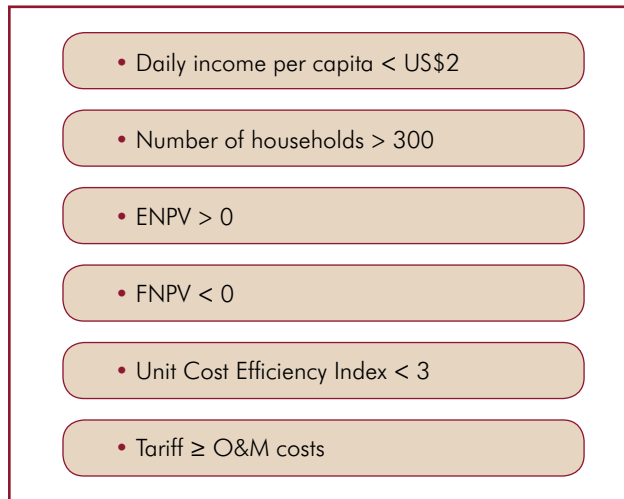 • Daily income per capita < US$2
• Number of households > 300
• ENPV > 0
• FNPV < 0
• Unit Cost Efficiency Index < 3
• Tariff ≥ O&M costs